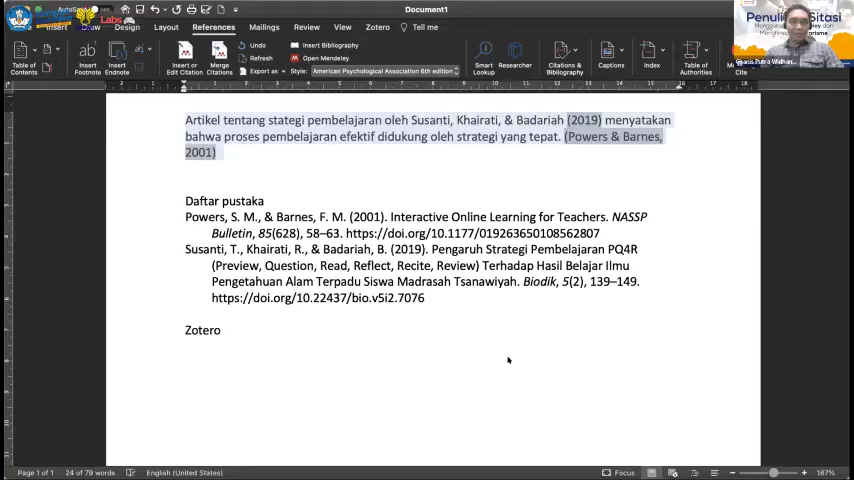 AutoSave
Labs
Document1
Penulisan Sitasi
Insert Draw Design Layout References Mailings Review View Zotero Tell me
Table of Contents
Insert Footnote
Insert Endnote
Insert or Edit Citation
Merge Citations
Undo
Refresh
Export as
Insert Bibliography
Open Mendeley
Style: American Psychological Association 6th edition
Smart Lookup
Researcher
Citations & Bibliography
Captions
Index
Table of Authorities
Mark Cite
Artikel tentang stategi pembelajaran oleh Susanti, Khairati, & Badariah (2019) menyatakan
bahwa proses pembelajaran efektif didukung oleh strategi yang tepat. (Powers & Barnes,
2001)
Daftar pustaka
Powers, S. M., & Barnes, F. M. (2001). Interactive Online Learning for Teachers. NASSP
Bulletin, 85(628), 58–63. https://doi.org/10.1177/019263650108562807
Susanti, T., Khairati, R., & Badariah, B. (2019). Pengaruh Strategi Pembelajaran PQ4R
(Preview, Question, Read, Reflect, Recite, Review) Terhadap Hasil Belajar Ilmu
Pengetahuan Alam Terpadu Siswa Madrasah Tsanawiyah. Biodik, 5(2), 139–149.
https://doi.org/10.22437/bio.v5i2.7076
Zotero
Page 1 of 1 24 of 79 words English (United States) Focus 187%